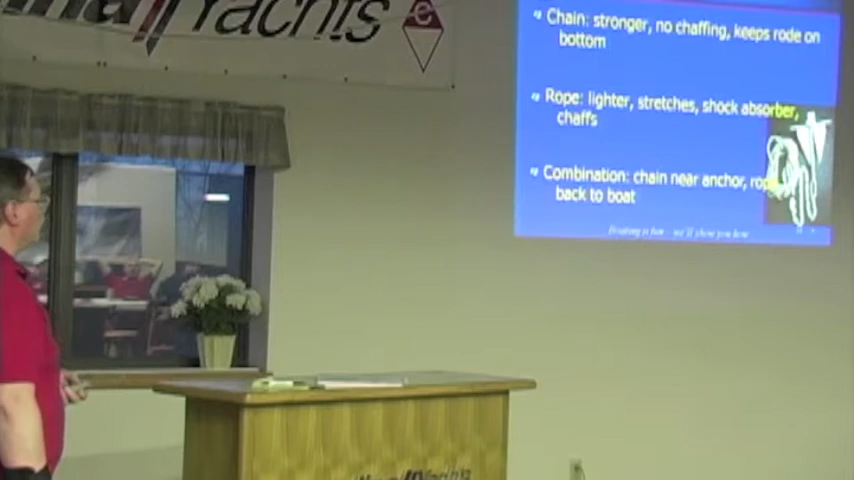 Yachts
e
Chain: stronger, no chaffing, keeps rode on
bottom
Rope: lighter, stretches, shock absorber,
chaffs
Combination: chain near anchor, rope
back to boat
Boating is fun - we'll show you how